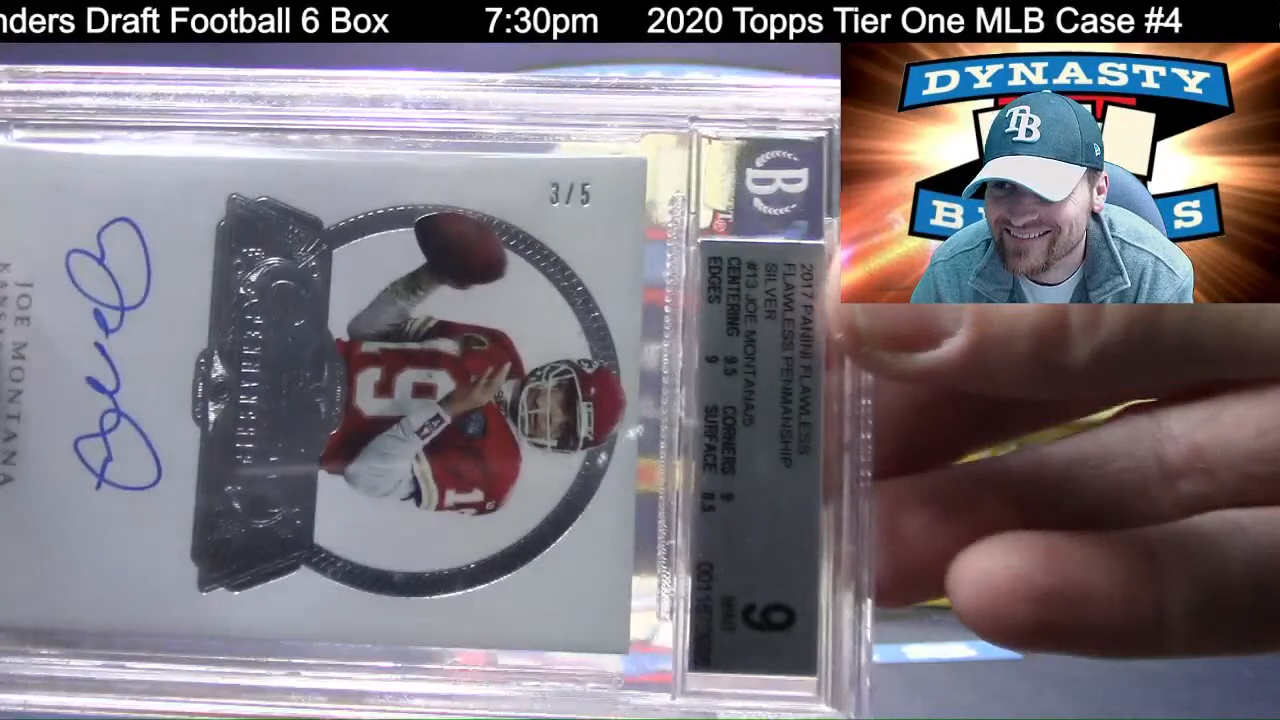 nders Draft Football 6 Box 7:30pm 2020 Topps Tier One MLB Case #4
DYNASTY
B S
TB
3/5
B
2017 PANINI FLAWLESS
FLAWLESS PENMANSHIP
SILVER
#13 JOE MONTANA/5
CENTERING 9.5 CORNERS 9
EDGES 9 SURFACE 8.5
9
MINT
19
JOE MONTANA